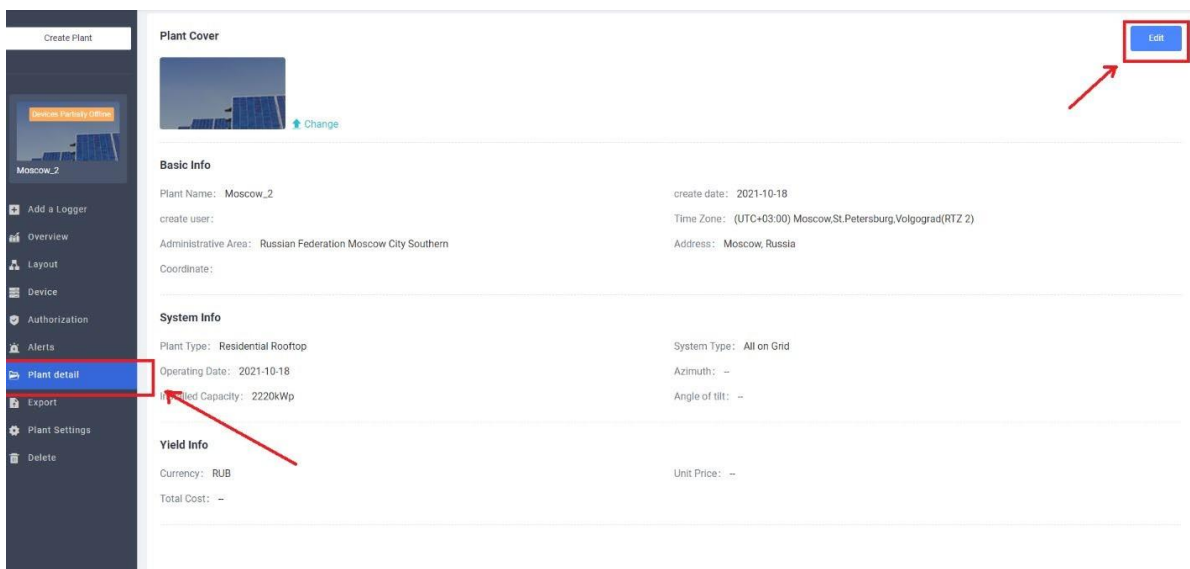 Create Plant
Devices Partially Offline
Moscow_2
Add a Logger
Overview
Layout
Device
Authorization
Alerts
Plant detail
Export
Plant Settings
Delete
Plant Cover
Edit
Change
Basic Info
Plant Name: Moscow_2
create date: 2021-10-18
create user:
Time Zone: (UTC+03:00) Moscow,St.Petersburg,Volgograd(RTZ 2)
Administrative Area: Russian Federation Moscow City Southern
Address: Moscow, Russia
Coordinate:
System Info
Plant Type: Residential Rooftop
System Type: All on Grid
Operating Date: 2021-10-18
Azimuth: --
Installed Capacity: 2220kWp
Angle of tilt: --
Yield Info
Currency: RUB
Unit Price: --
Total Cost: --